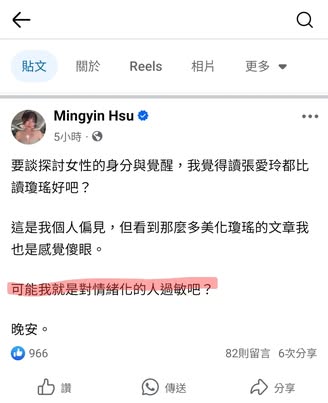 貼文 關於 Reels 相片 更多
Mingyin Hsu
5小時 ·
要談探討女性的身分與覺醒，我覺得讀張愛玲都比
讀瓊瑤好吧？
這是我個人偏見，但看到那麼多美化瓊瑤的文章我
也是感覺傻眼。
可能我就是對情緒化的人過敏吧？
晚安。
966 82則留言 6次分享
讚 傳送 分享